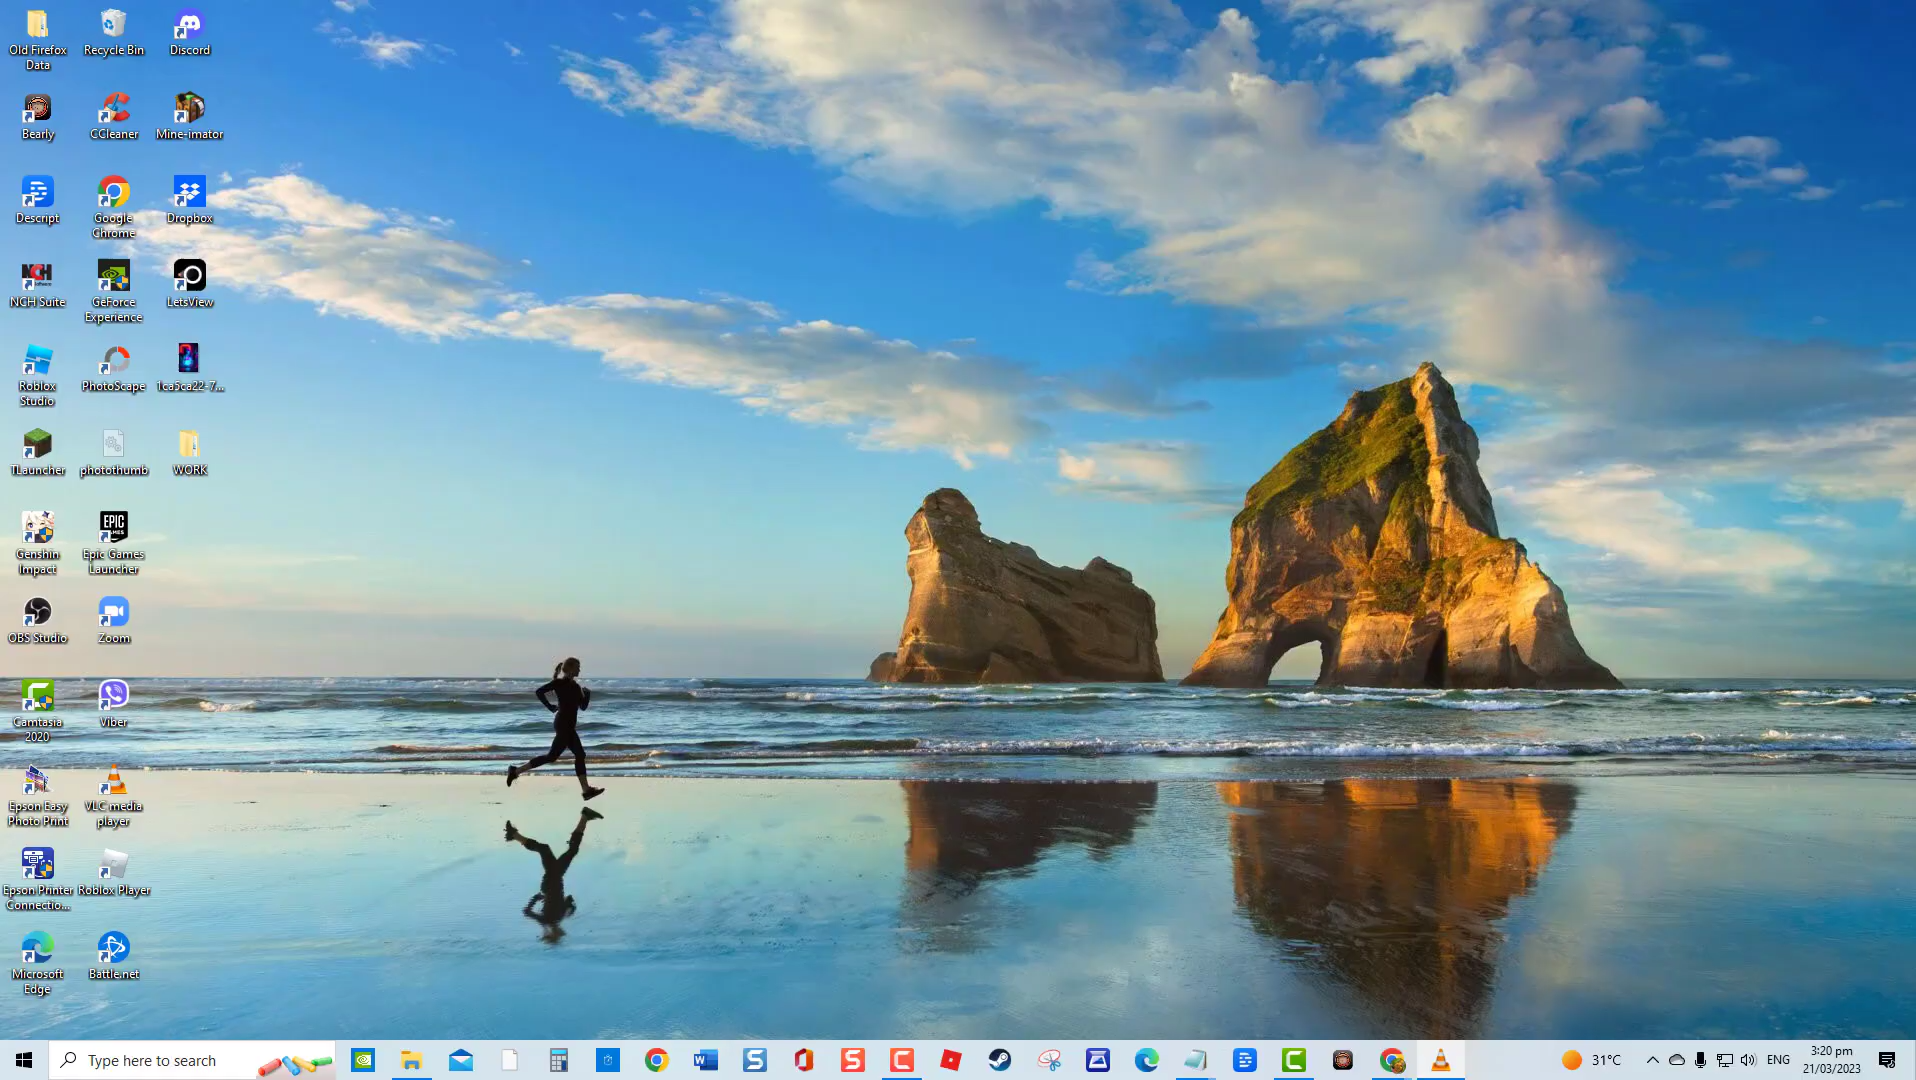 Old Firefox
Data
Recycle Bin
Discord
Bearly
CCleaner
Mine-imator
Descript
Google
Chrome
Dropbox
NCH
NCH Suite
GeForce
Experience
LetsView
Roblox
Studio
PhotoScape
1ca5ca22-7...
TLauncher
photothumb
WORK
Genshin
Impact
EPIC
GAMES
Epic Games
Launcher
OBS Studio
Zoom
Camtasia
2020
Viber
Epson Easy
Photo Print
VLC media
player
Epson Printer
Connectio...
Roblox Player
Microsoft
Edge
Battle.net
Type here to search
31°C
ENG
3:20 pm
21/03/2023